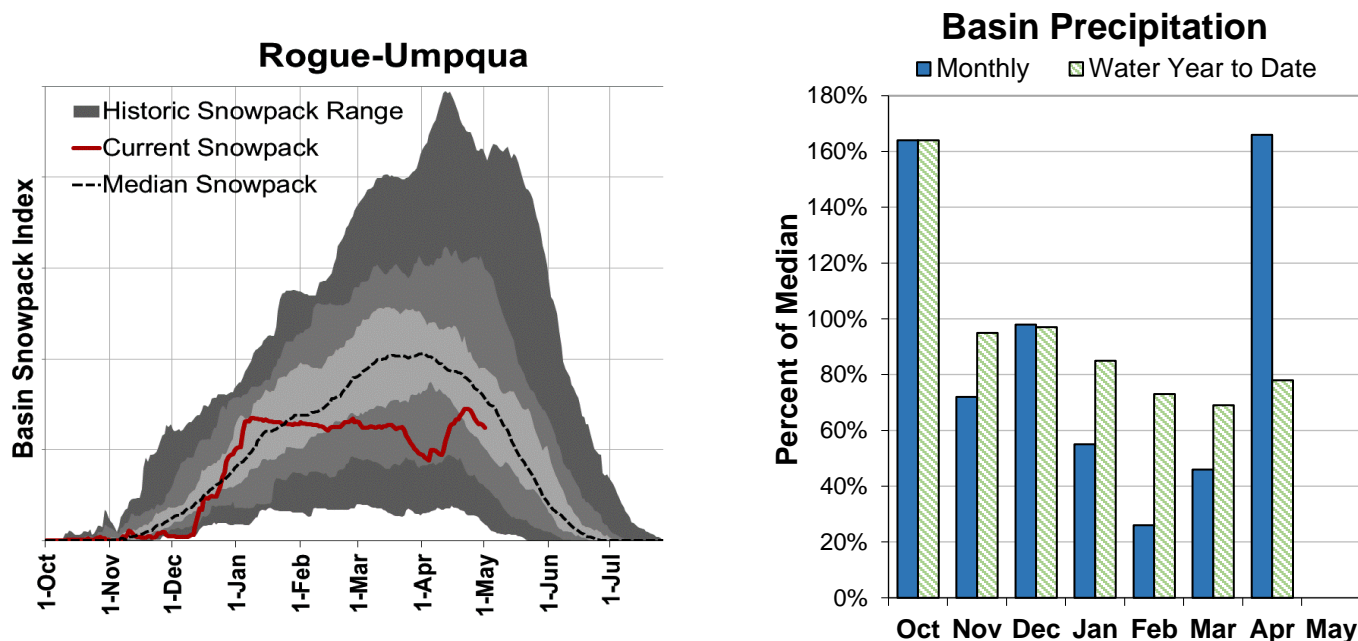 Rogue-Umpqua
Historic Snowpack Range
Current Snowpack
Median Snowpack
Basin Snowpack Index
1-Oct
1-Nov
1-Dec
1-Jan
1-Feb
1-Mar
1-Apr
1-May
1-Jun
1-Jul
Basin Precipitation
Monthly Water Year to Date
Percent of Median
180%
160%
140%
120%
100%
80%
60%
40%
20%
0%
Oct Nov Dec Jan Feb Mar Apr May